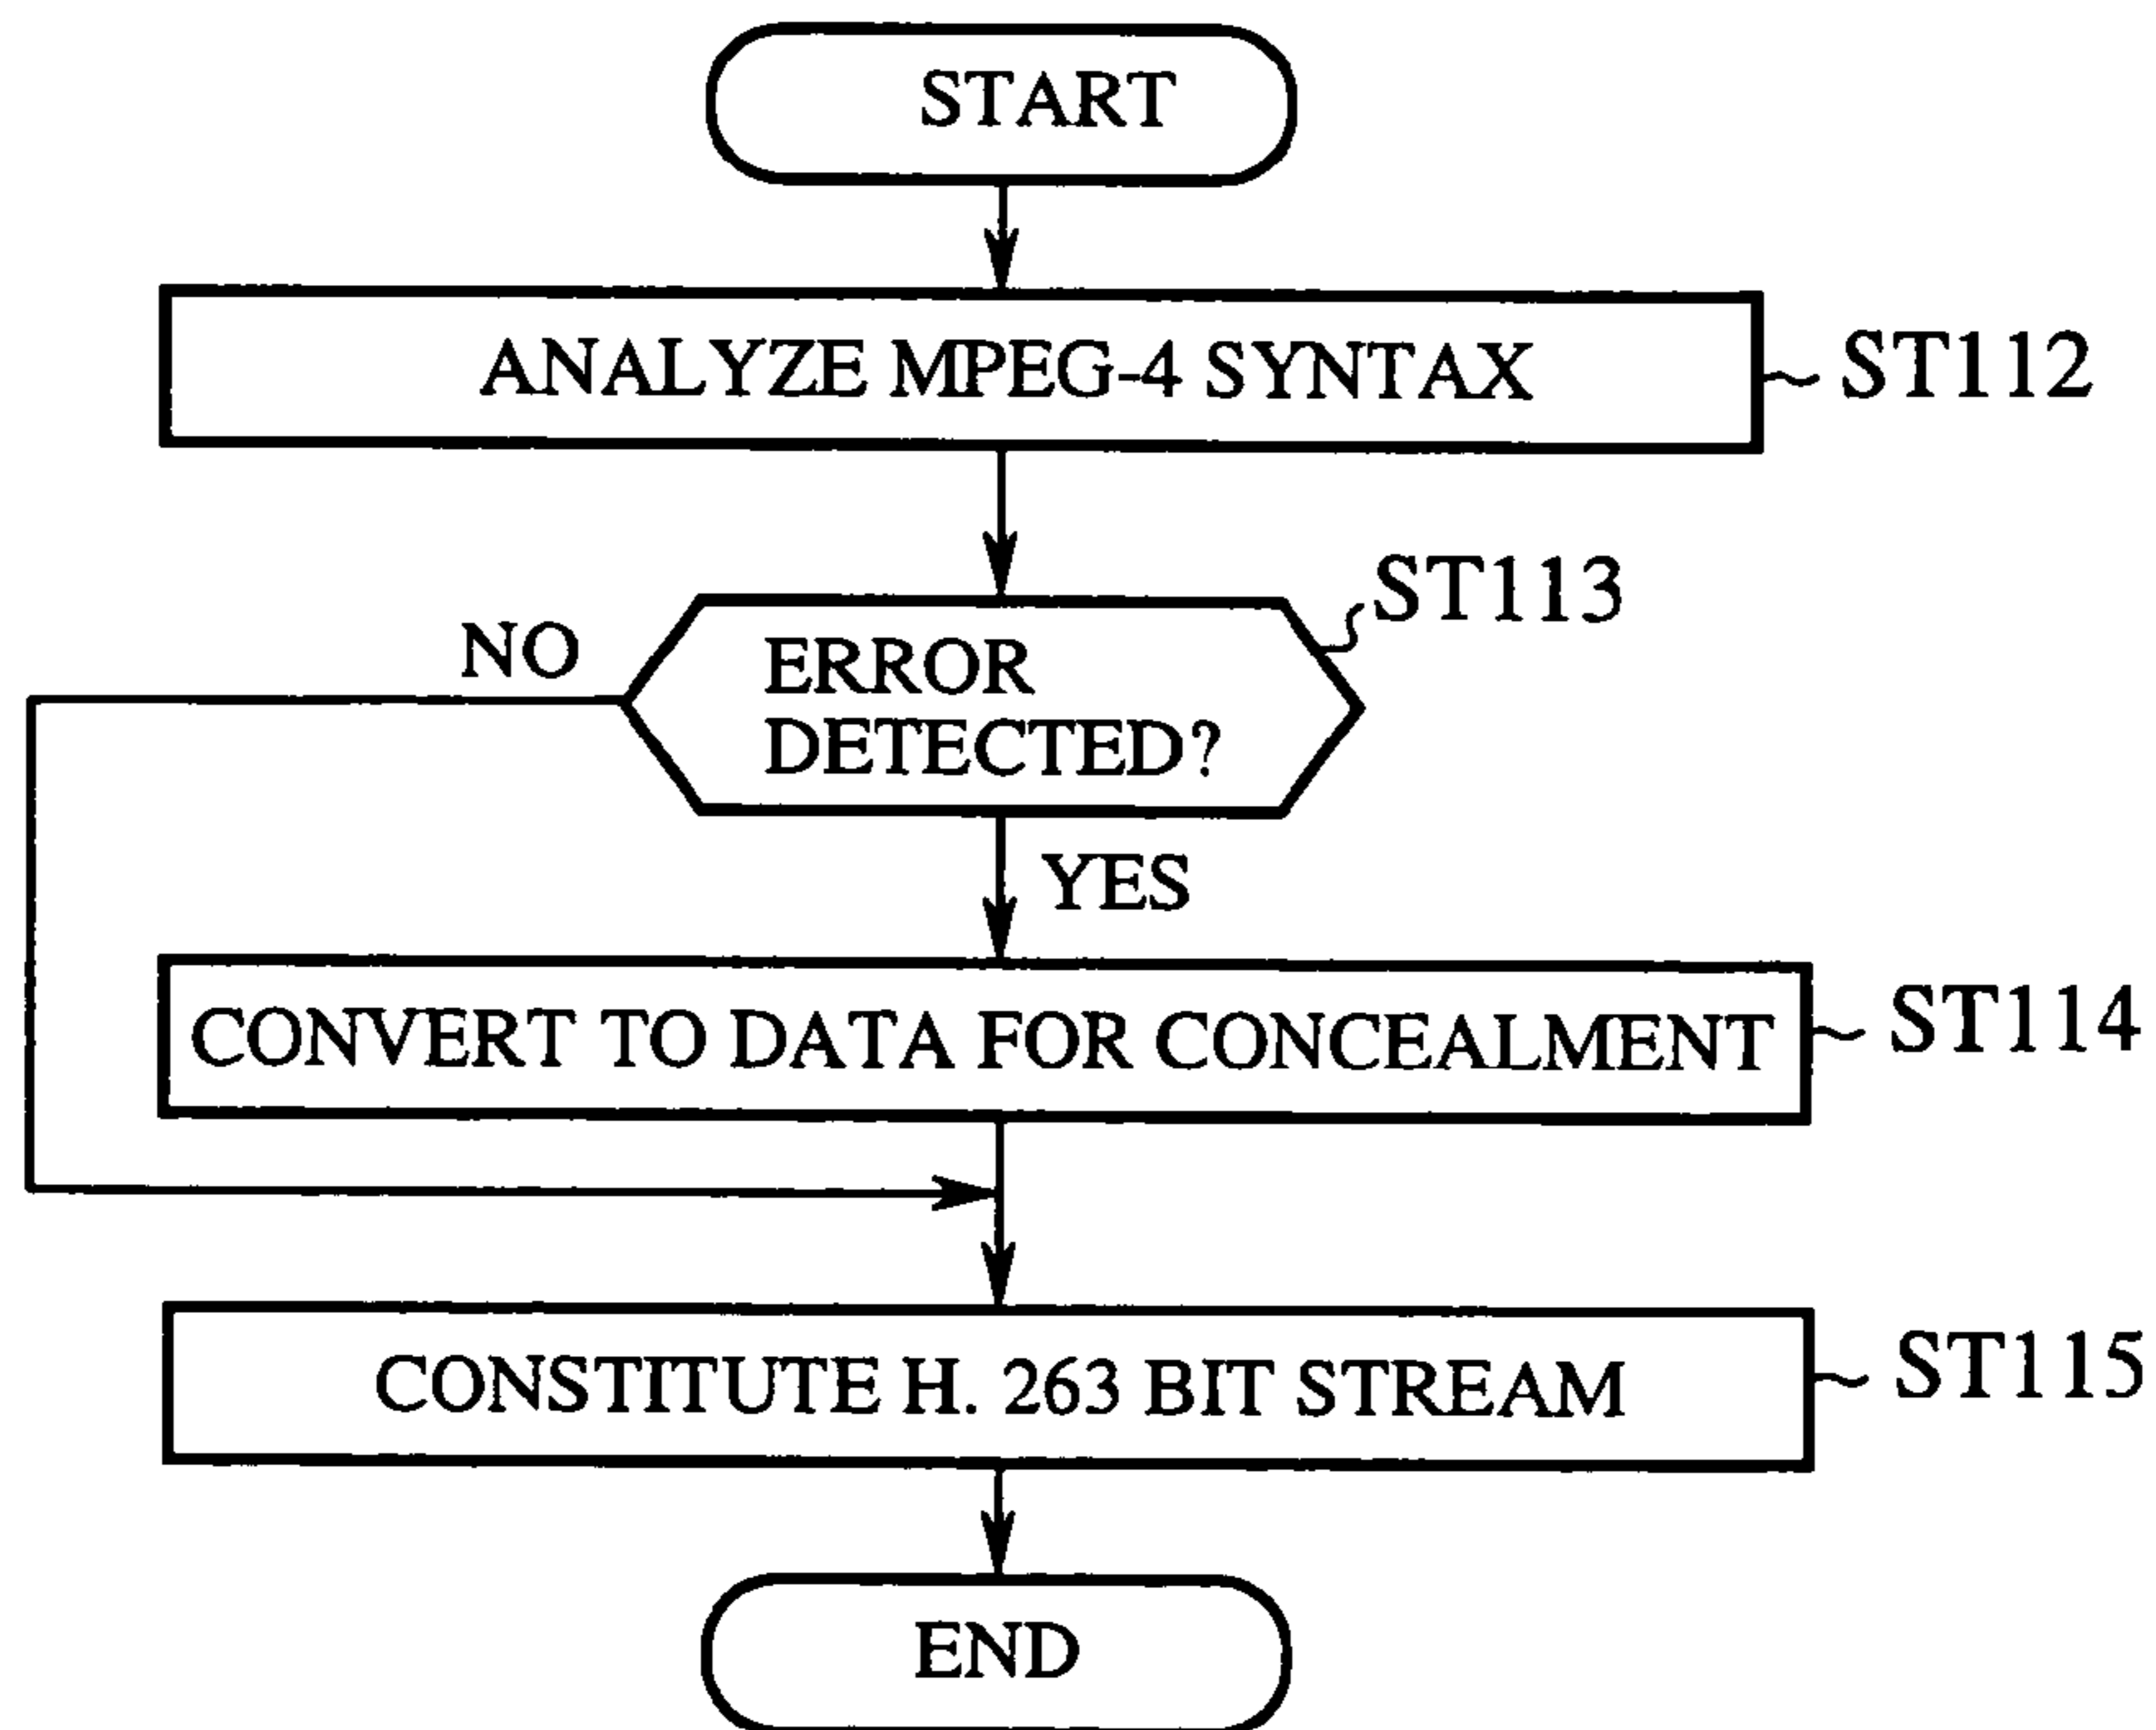 START
ANALYZE MPEG-4 SYNTAX
ST112
ST113
NO
ERROR
DETECTED?
YES
CONVERT TO DATA FOR CONCEALMENT
ST114
CONSTITUTE H. 263 BIT STREAM
ST115
END